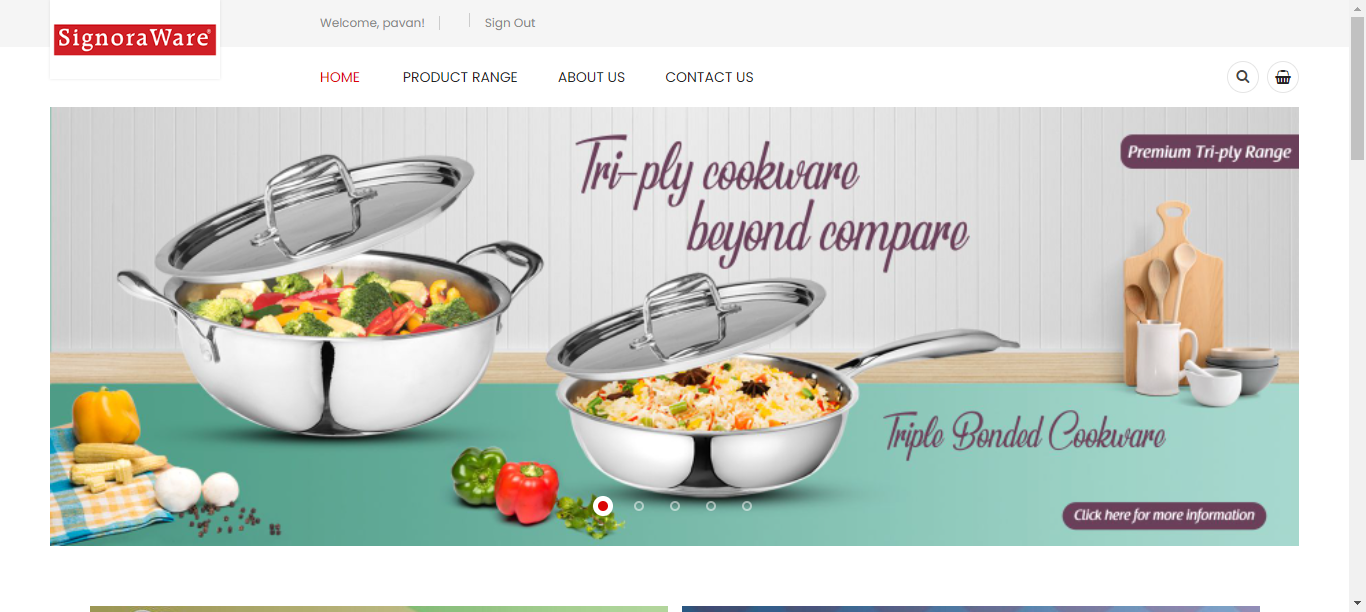 SignoraWare®
Welcome, pavan!
Sign Out
HOME
PRODUCT RANGE
ABOUT US
CONTACT US
Tri-ply cookware
beyond compare
Premium Tri-ply Range
Triple Bonded Cookware
Click here for more information